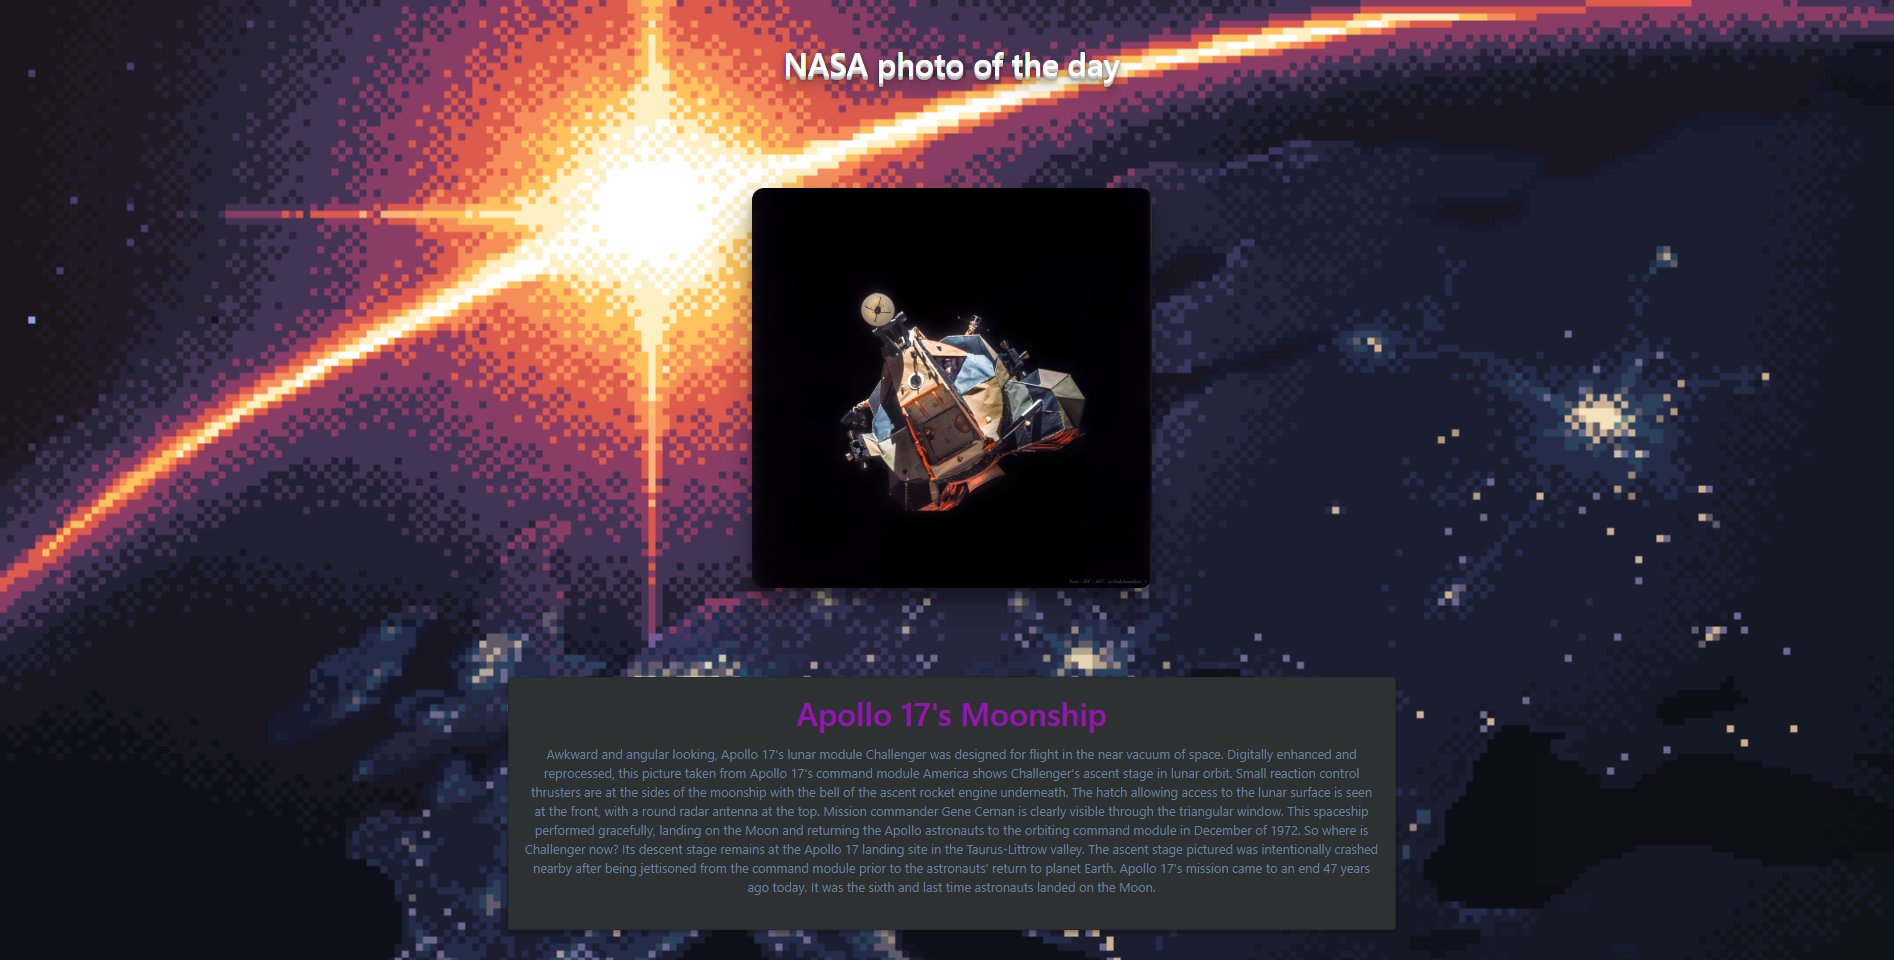 NASA photo of the day
Apollo 17's Moonship
Awkward and angular looking, Apollo 17's lunar module Challenger was designed for flight in the near vacuum of space. Digitally enhanced and
reprocessed, this picture taken from Apollo 17's command module America shows Challenger's ascent stage in lunar orbit. Small reaction control
thrusters are at the sides of the moonship with the bell of the ascent rocket engine underneath. The hatch allowing access to the lunar surface is seen
at the front, with a round radar antenna at the top. Mission commander Gene Cernan is clearly visible through the triangular window. This spaceship
performed gracefully, landing on the Moon and returning the Apollo astronauts to the orbiting command module in December of 1972. So where is
Challenger now? Its descent stage remains at the Apollo 17 landing site in the Taurus-Littrow valley. The ascent stage pictured was intentionally crashed
nearby after being jettisoned from the command module prior to the astronauts' return to planet Earth. Apollo 17's mission came to an end 47 years
ago today. It was the sixth and last time astronauts landed on the Moon.